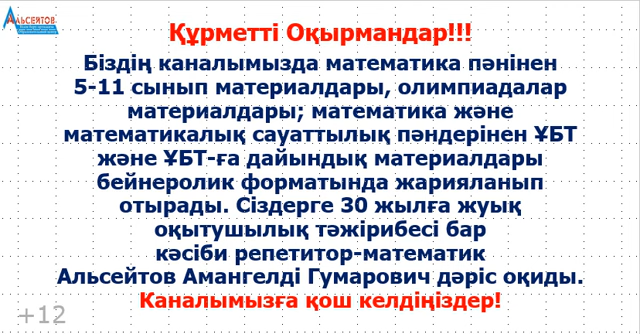 АЛЬСЕЙТОВ
Құрметті Оқырмандар!!!
Біздің каналымызда математика пәнінен
5-11 сынып материалдары, олимпиадалар
материалдары; математика және
математикалық сауаттылық пәндерінен ҰБТ
және ҰБТ-ға дайындық материалдары
бейнеролик форматында жарияланып
отырады. Сіздерге 30 жылға жуық
оқытушылық тәжірибесі бар
кәсіби репетитор-математик
Альсейтов Амангелді Гумарович дәріс оқиды.
Каналымызға қош келдіңіздер!
+12